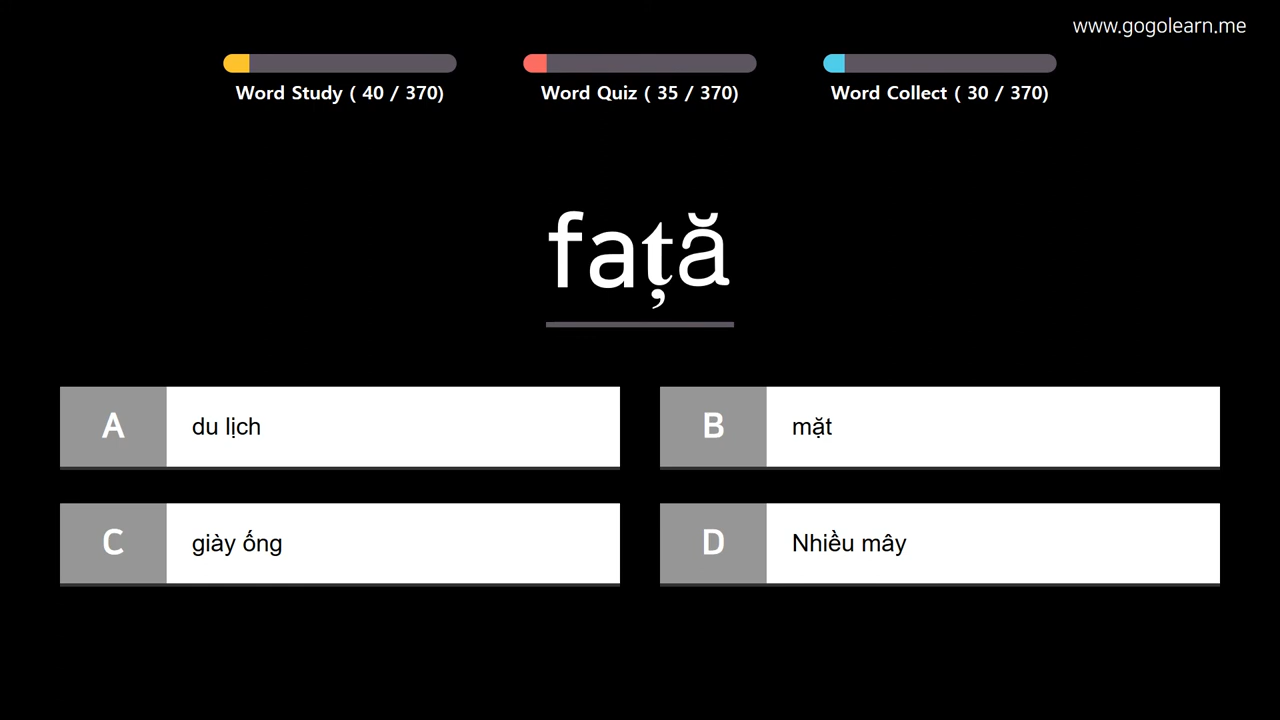 www.gogolearn.me
Word Study ( 40 / 370)
Word Quiz ( 35 / 370)
Word Collect ( 30 / 370)
față
A
du lịch
B
mặt
C
giày ống
D
Nhiều mây